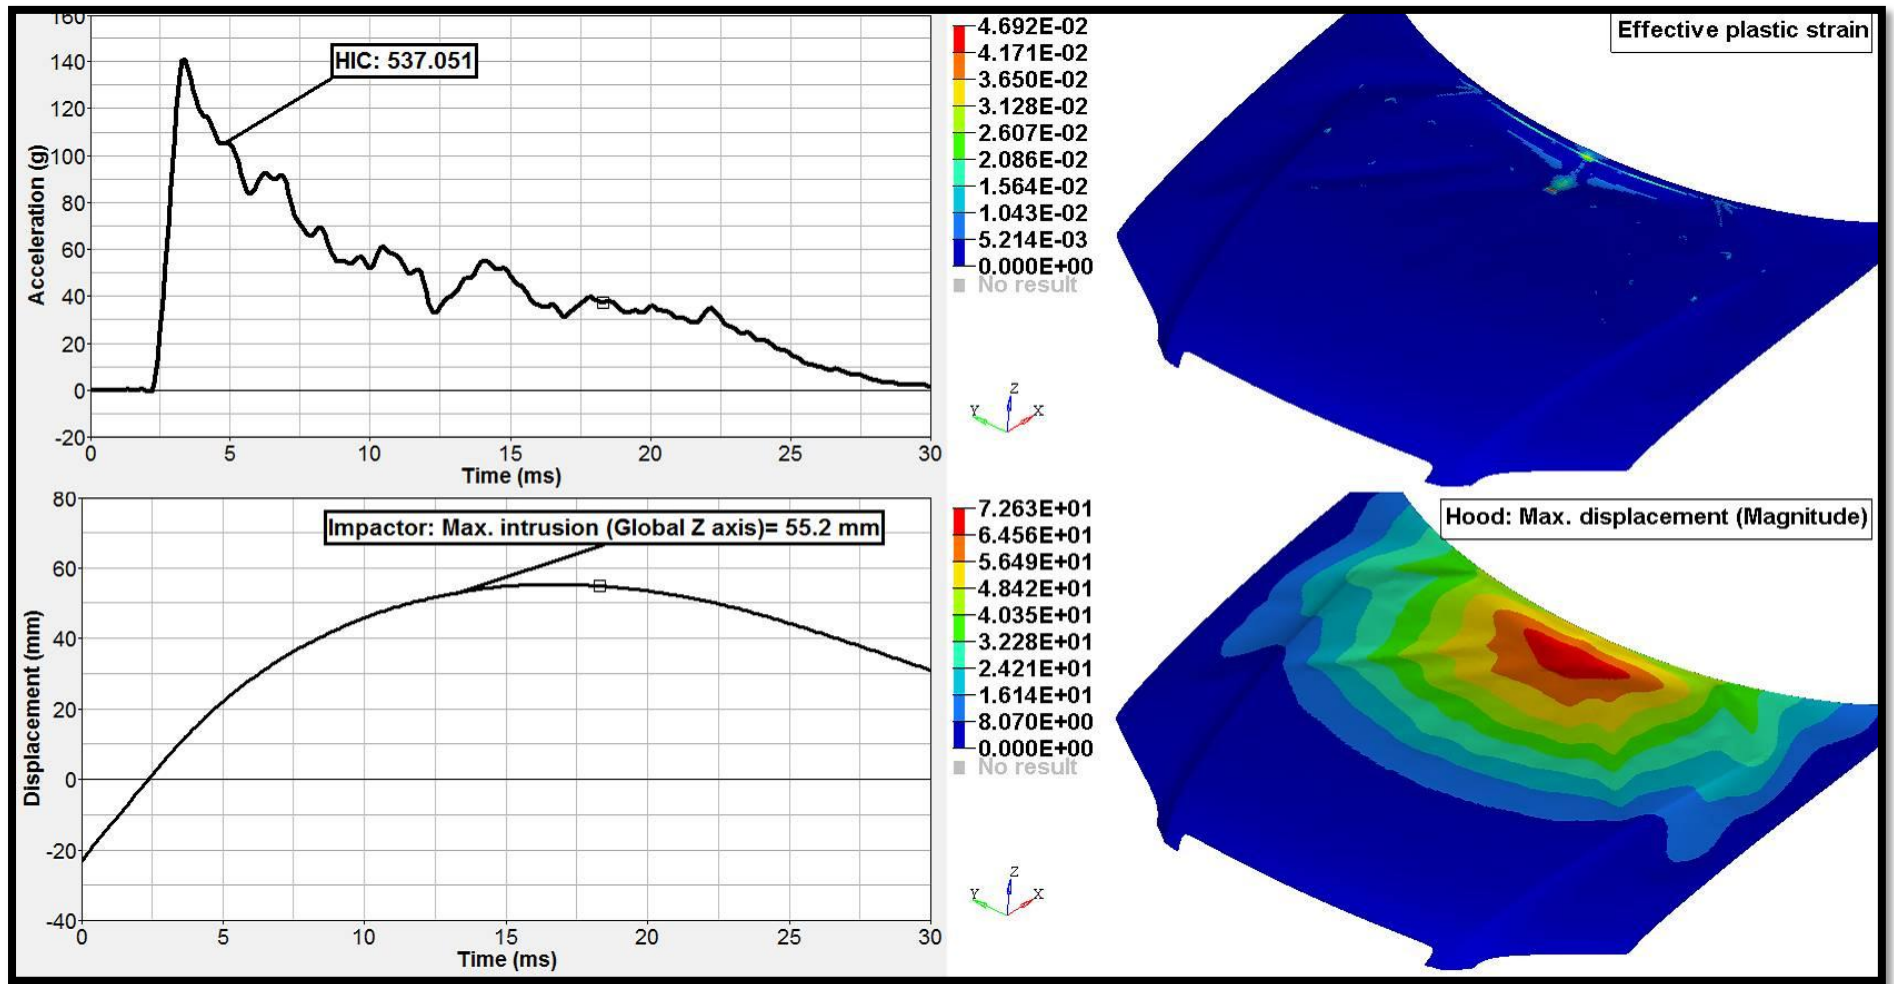 160
140
120
100
80
60
40
20
0
-20
Acceleration (g)
HIC: 537.051
0 5 10 15 20 25 30
Time (ms)
4.692E-02
4.171E-02
3.650E-02
3.128E-02
2.607E-02
2.086E-02
1.564E-02
1.043E-02
5.214E-03
0.000E+00
No result
Effective plastic strain
Z
Y X
80
60
40
20
0
-20
-40
Displacement (mm)
Impactor: Max. intrusion (Global Z axis)= 55.2 mm
0 5 10 15 20 25 30
Time (ms)
7.263E+01
6.456E+01
5.649E+01
4.842E+01
4.035E+01
3.228E+01
2.421E+01
1.614E+01
8.070E+00
0.000E+00
No result
Hood: Max. displacement (Magnitude)
Z
Y X